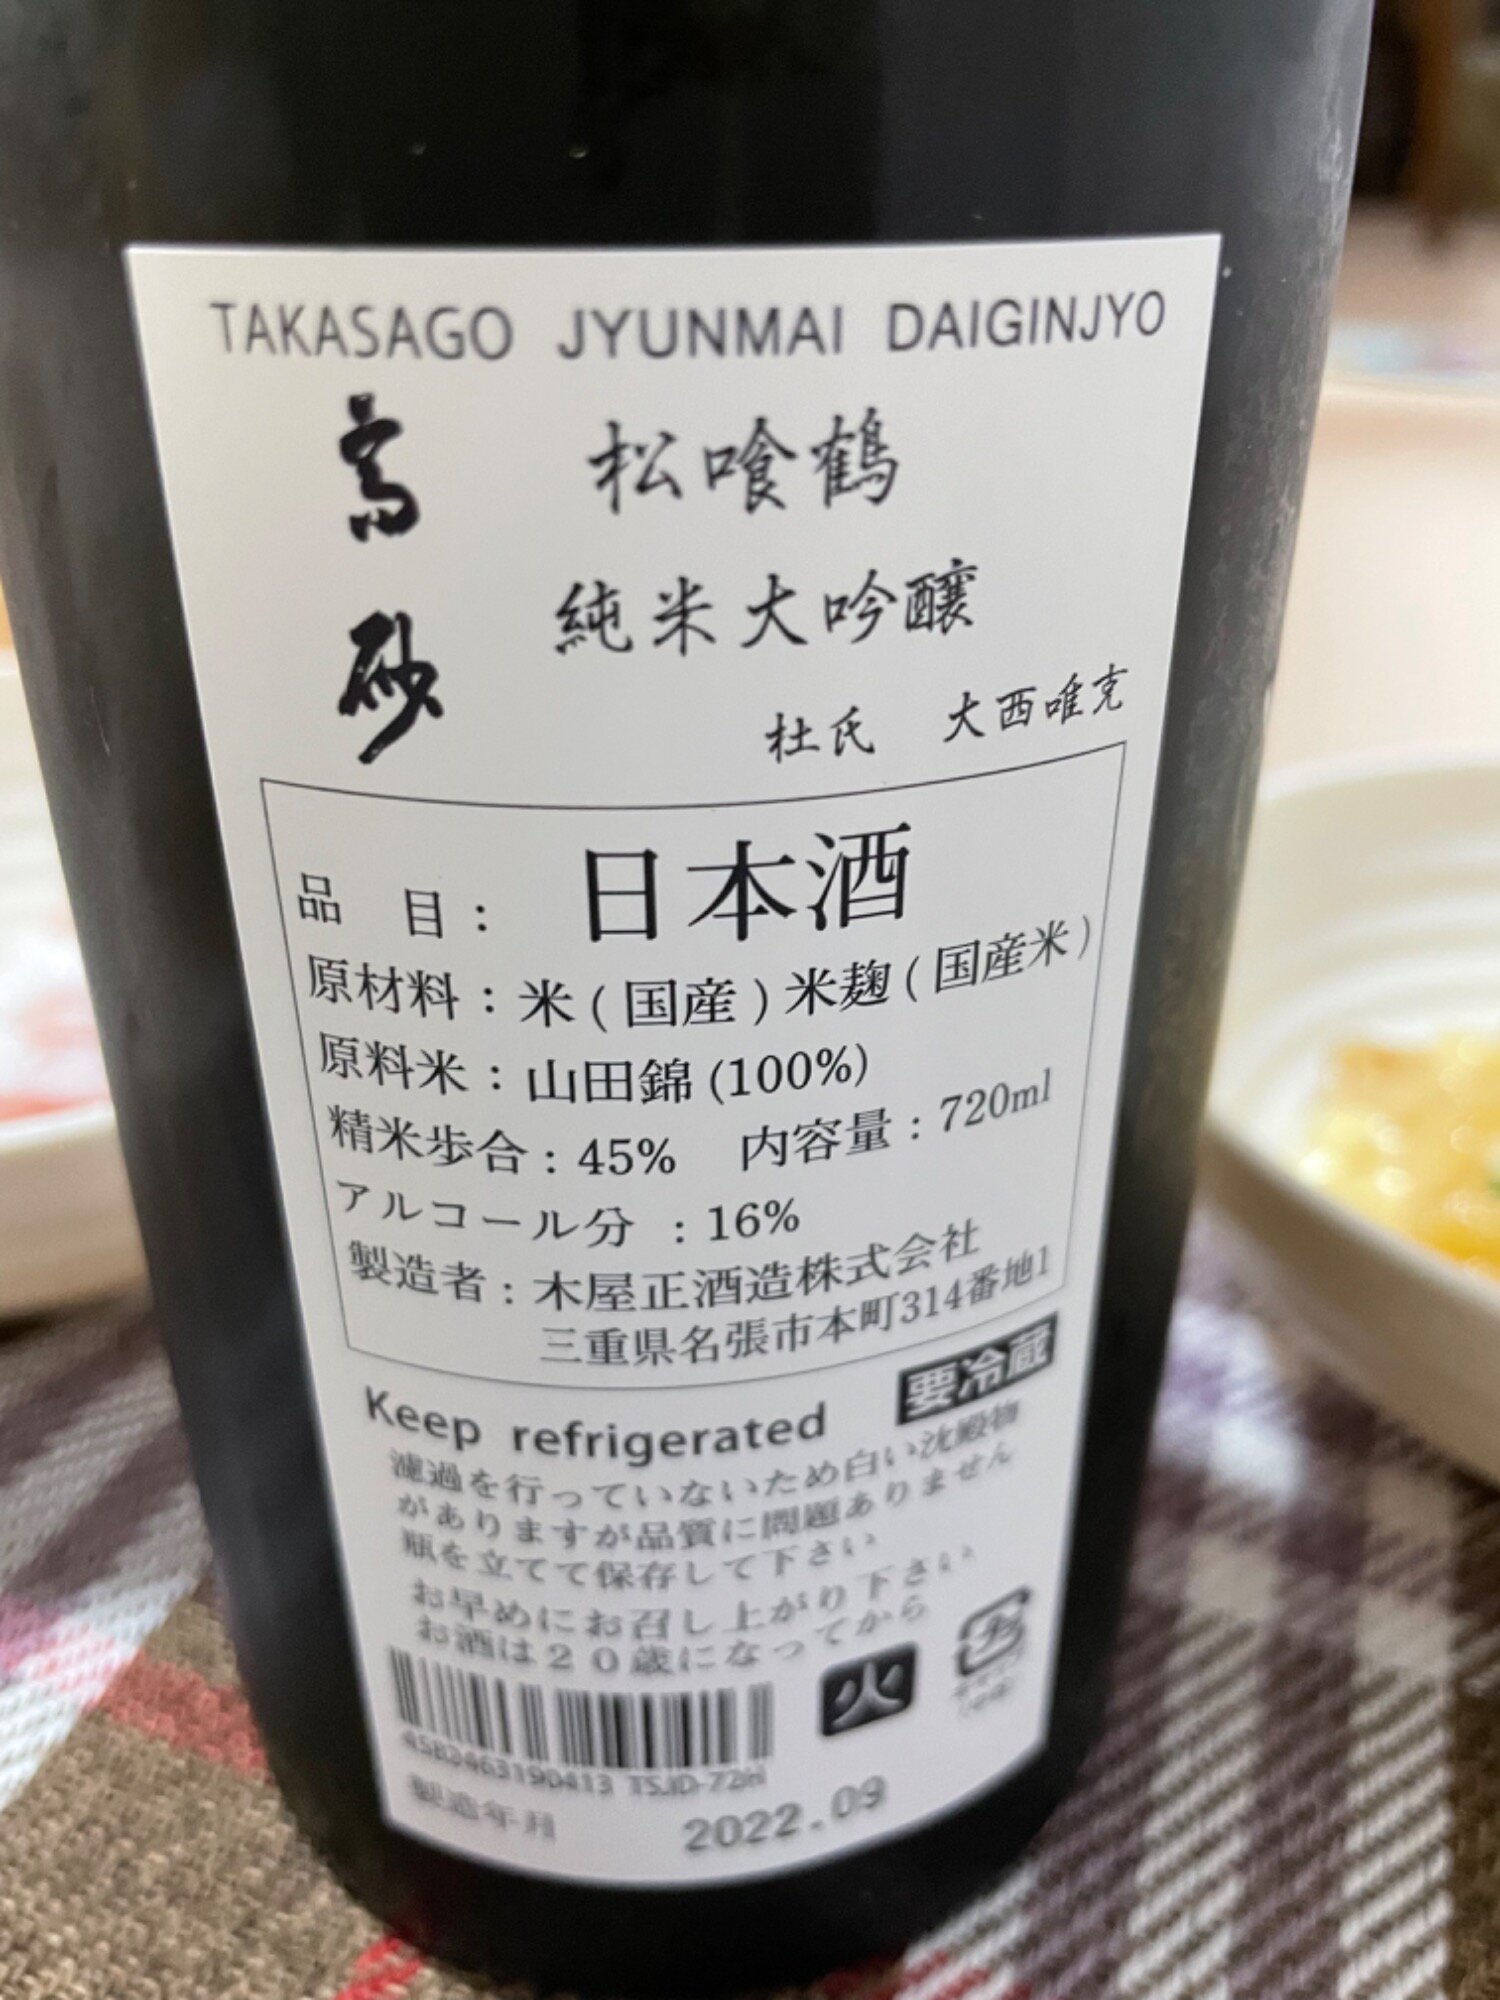 TAKASAGO JYUNMAI DAIGINJYO
高砂
松喰鶴
純米大吟醸
杜氏 大西唯克
品目： 日本酒
原材料：米(国産)米麹(国産米)
原料米：山田錦(100%)
精米歩合：45% 内容量：720ml
アルコール分：16%
製造者：木屋正酒造株式会社
三重県名張市本町314番地1
Keep refrigerated 要冷蔵
濾過を行っていないため白い沈殿物
がありますが品質に問題ありません
瓶を立てて保存して下さい
お早めにお召し上がり下さい
お酒は20歳になってから
火
4582463190413 TSJD-72H
製造年月 2022.09